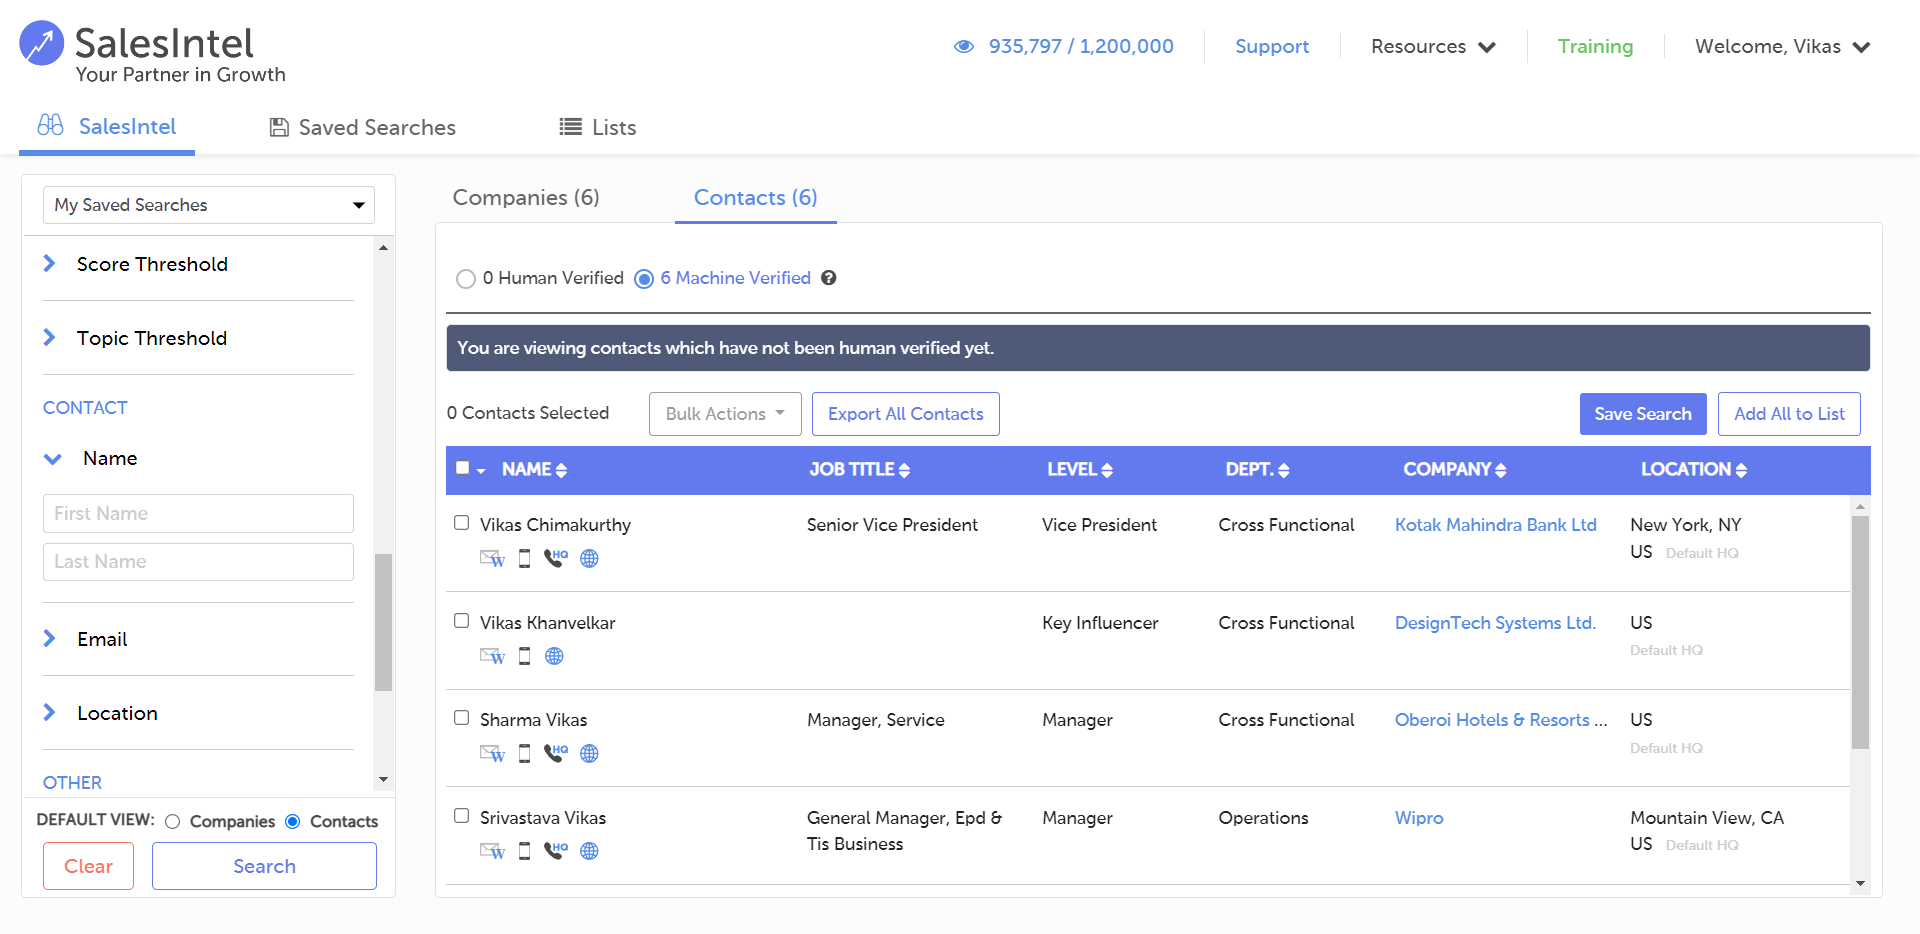 SalesIntel
Your Partner in Growth
935,797 / 1,200,000
Support
Resources
Training
Welcome, Vikas
SalesIntel
Saved Searches
Lists
My Saved Searches
Score Threshold
Topic Threshold
CONTACT
Name
First Name
Last Name
Email
Location
OTHER
DEFAULT VIEW: Companies Contacts
Clear
Search
Companies (6)
Contacts (6)
0 Human Verified 6 Machine Verified ?
You are viewing contacts which have not been human verified yet.
0 Contacts Selected
Bulk Actions
Export All Contacts
Save Search
Add All to List
NAME JOB TITLE LEVEL DEPT. COMPANY LOCATION
Vikas Chimakurthy Senior Vice President Vice President Cross Functional Kotak Mahindra Bank Ltd New York, NY
W HQ US Default HQ
Vikas Khanvelkar Key Influencer Cross Functional DesignTech Systems Ltd. US
W Default HQ
Sharma Vikas Manager, Service Manager Cross Functional Oberoi Hotels & Resorts ... US
W HQ Default HQ
Srivastava Vikas General Manager, Epd & Manager Operations Wipro Mountain View, CA
W HQ Tis Business US Default HQ